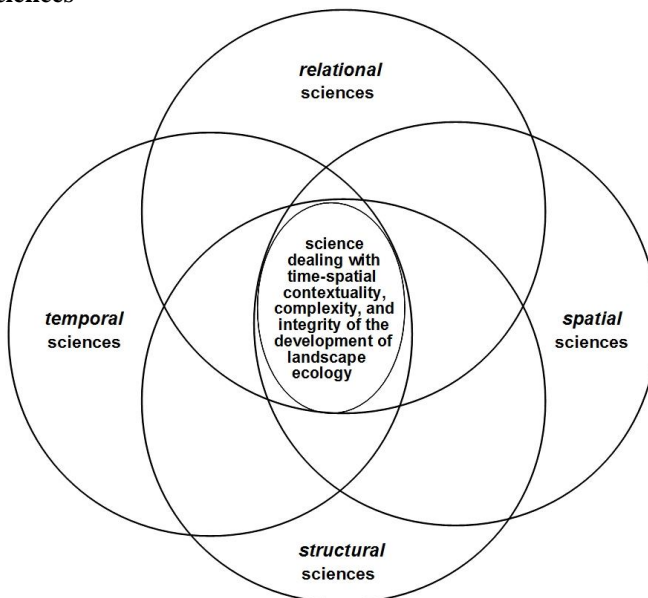 relational
sciences
science
dealing with
time-spatial
contextuality,
complexity, and
integrity of the
development of
landscape
ecology
temporal
sciences
spatial
sciences
structural
sciences